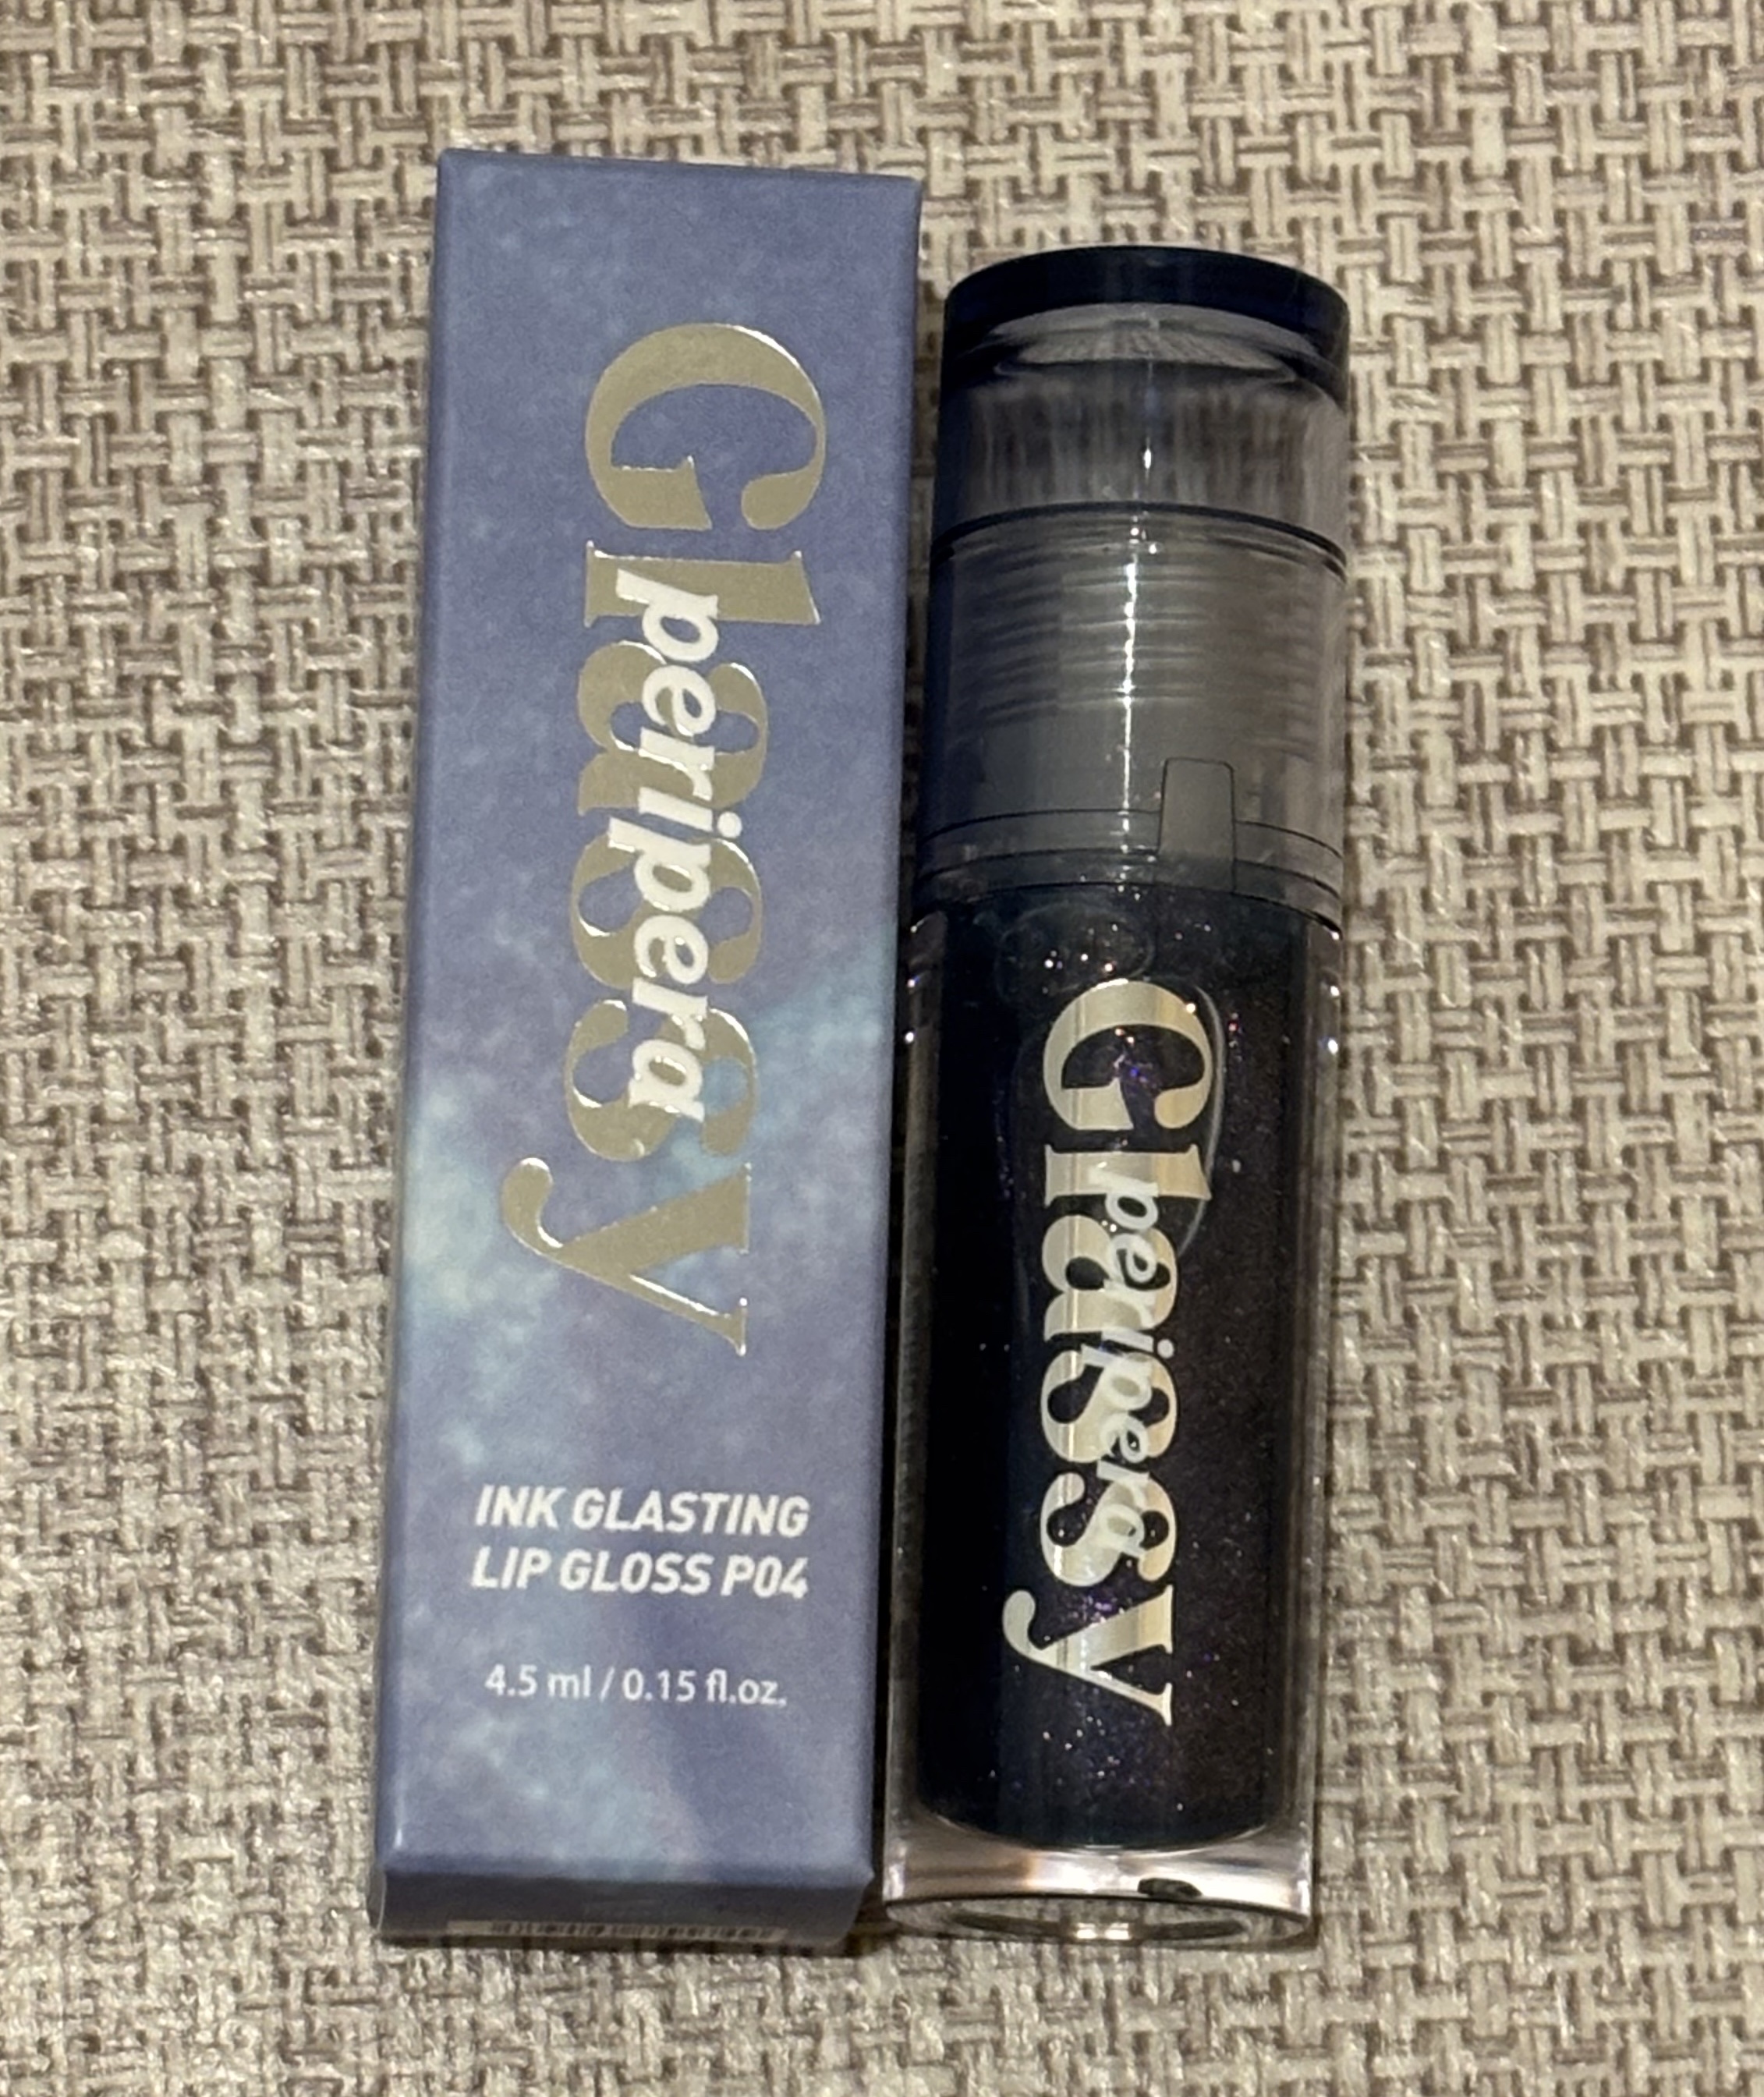 Glassy
peripera
INK GLASTING
LIP GLOSS P04
4.5 ml / 0.15 fl.oz.
Glassy
peripera